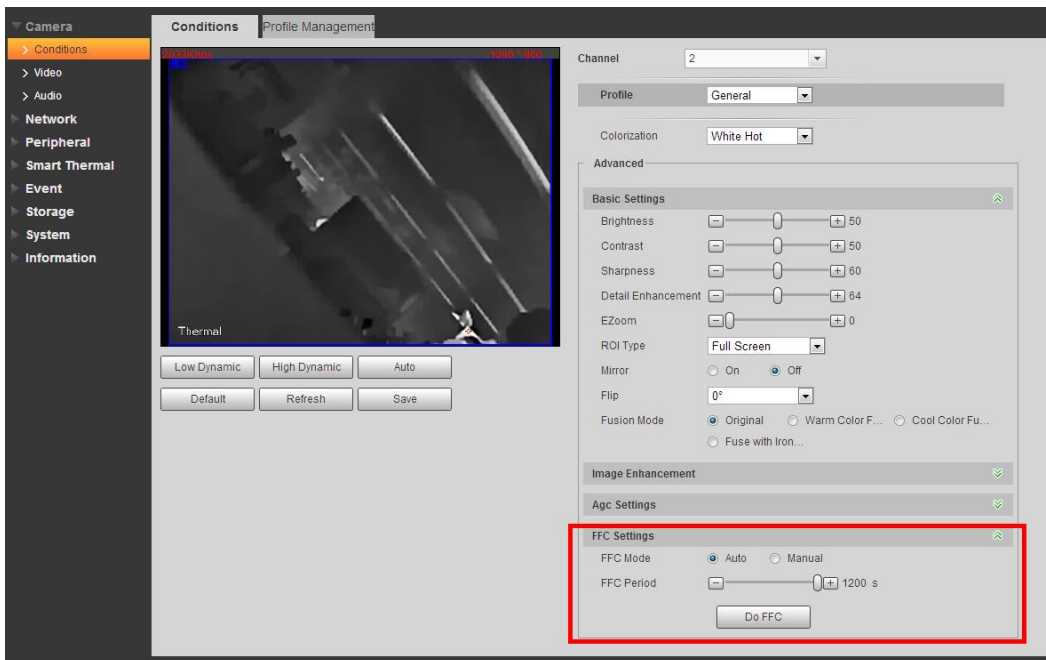 Camera
Conditions
Video
Audio
Network
Peripheral
Smart Thermal
Event
Storage
System
Information
Conditions Profile Management
1280 * 960
Thermal
Low Dynamic High Dynamic Auto
Default Refresh Save
Channel 2
Profile General
Colorization White Hot
Advanced
Basic Settings
Brightness 50
Contrast 50
Sharpness 60
Detail Enhancement 64
EZoom 0
ROI Type Full Screen
Mirror On Off
Flip 0°
Fusion Mode Original Warm Color F... Cool Color Fu...
Fuse with Iron...
Image Enhancement
Agc Settings
FFC Settings
FFC Mode Auto Manual
FFC Period 1200 s
Do FFC